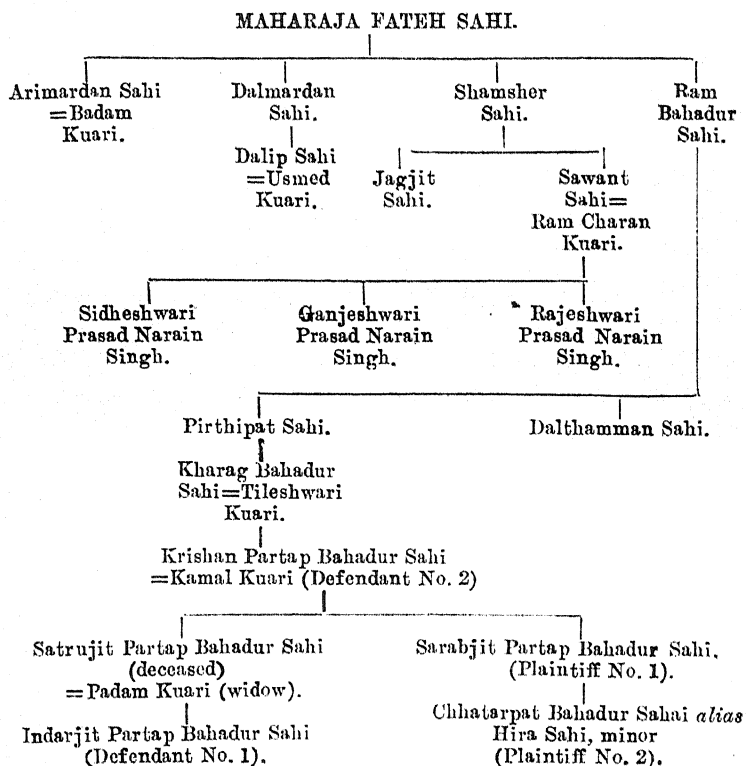 MAHARAJA FATEH SAHI.
Arimardan Sahi
=Badam
Kuari.
Dalmardan
Sahi.
Dalip Sahi
=Usmed
Kuari.
Shamsher
Sahi.
Jagjit
Sahi.
Sawant
Sahi=
Ram Charan
Kuari.
Ram
Bahadur
Sahi.
Sidheshwari
Prasad Narain
Singh.
Ganjeshwari
Prasad Narain
Singh.
Rajeshwari
Prasad Narain
Singh.
Pirthipat Sahi.
Dalthamman Sahi.
Kharag Bahadur
Sahi=Tileshwari
Kuari.
Krishan Partap Bahadur Sahi
=Kamal Kuari (Defendant No. 2)
Satrujit Partap Bahadur Sahi
(deceased)
=Padam Kuari (widow).
Indarjit Partap Bahadur Sahi
(Defendant No. 1).
Sarabjit Partap Bahadur Sahi.
(Plaintiff No. 1).
Chhatarpat Bahadur Sahai alias
Hira Sahi, minor
(Plaintiff No. 2).